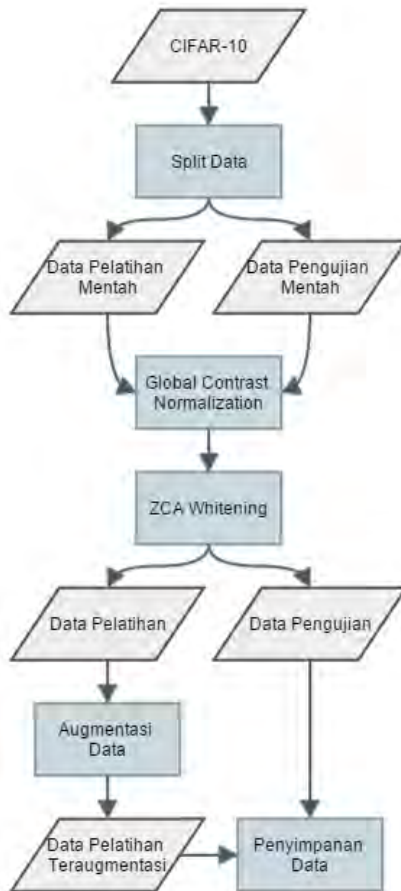 CIFAR-10
Split Data
Data Pelatihan
Mentah
Data Pengujian
Mentah
Global Contrast
Normalization
ZCA Whitening
Data Pelatihan
Data Pengujian
Augmentasi
Data
Data Pelatihan
Teraugmentasi
Penyimpanan
Data